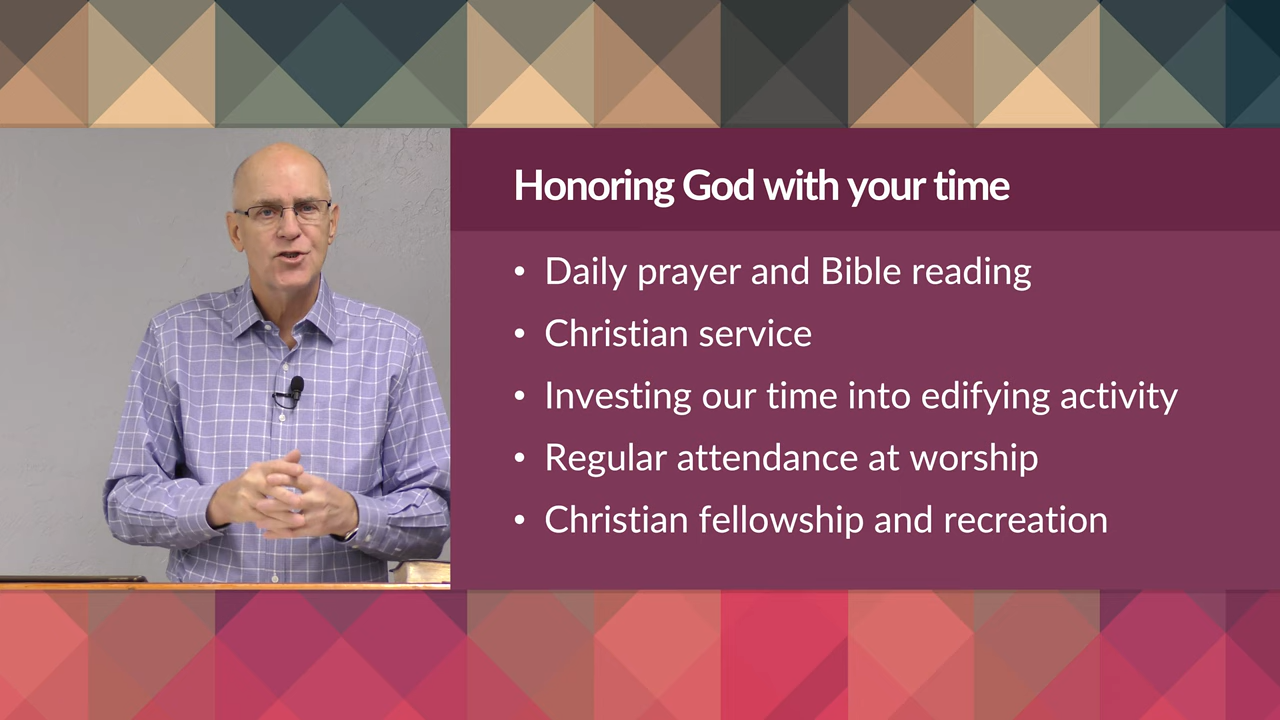 Honoring God with your time
• Daily prayer and Bible reading
• Christian service
• Investing our time into edifying activity
• Regular attendance at worship
• Christian fellowship and recreation